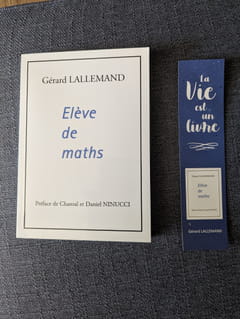 Gérard LALLEMAND
Elève
de
maths
Préface de Chantal et Daniel NINUCCI
La
Vie
est un
livre
Elève
de
maths
Gérard LALLEMAND